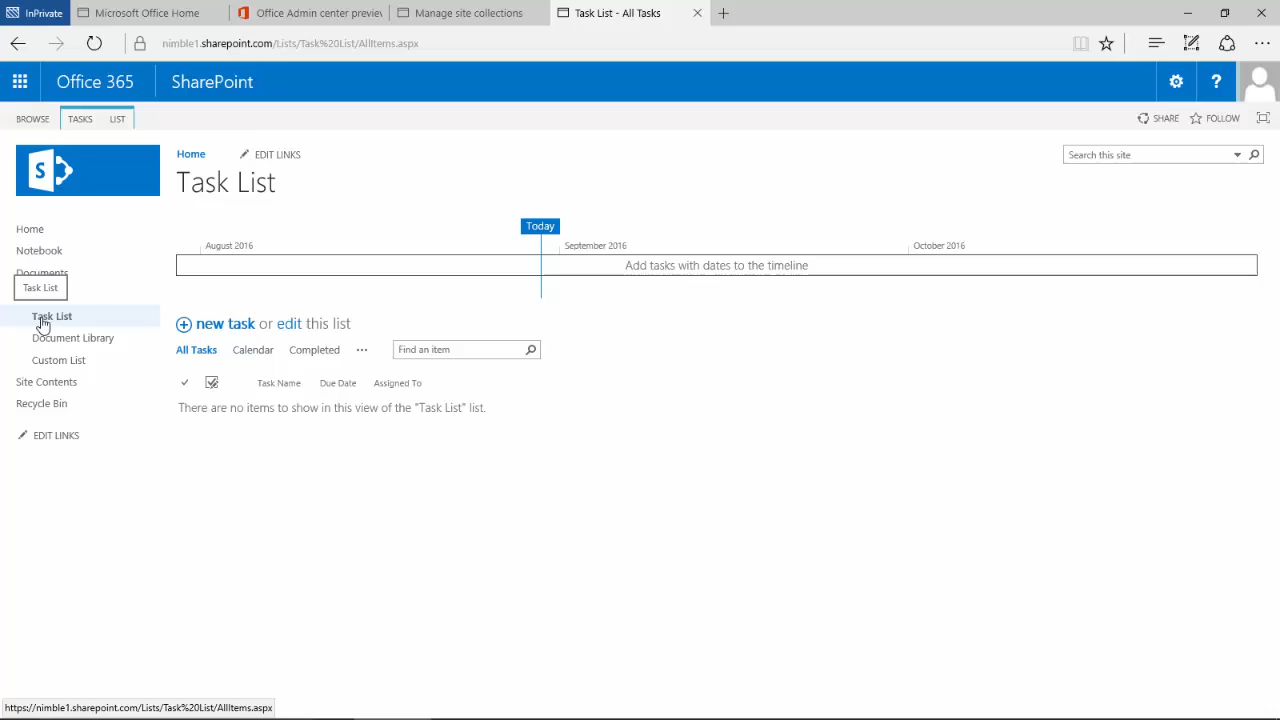 InPrivate
Microsoft Office Home
Office Admin center previe
Manage site collections
Task List - All Tasks
nimble1.sharepoint.com/Lists/Task%20List/AllItems.aspx
Office 365
SharePoint
?
BROWSE
TASKS
LIST
SHARE
FOLLOW
S
Home
EDIT LINKS
Search this site
Task List
Home
Notebook
Documents
Task List
Task List
Document Library
Custom List
Site Contents
Recycle Bin
EDIT LINKS
Today
August 2016
September 2016
October 2016
Add tasks with dates to the timeline
new task or edit this list
All Tasks
Calendar
Completed
...
Find an item
Task Name
Due Date
Assigned To
There are no items to show in this view of the "Task List" list.
https://nimble1.sharepoint.com/Lists/Task%20List/AllItems.aspx